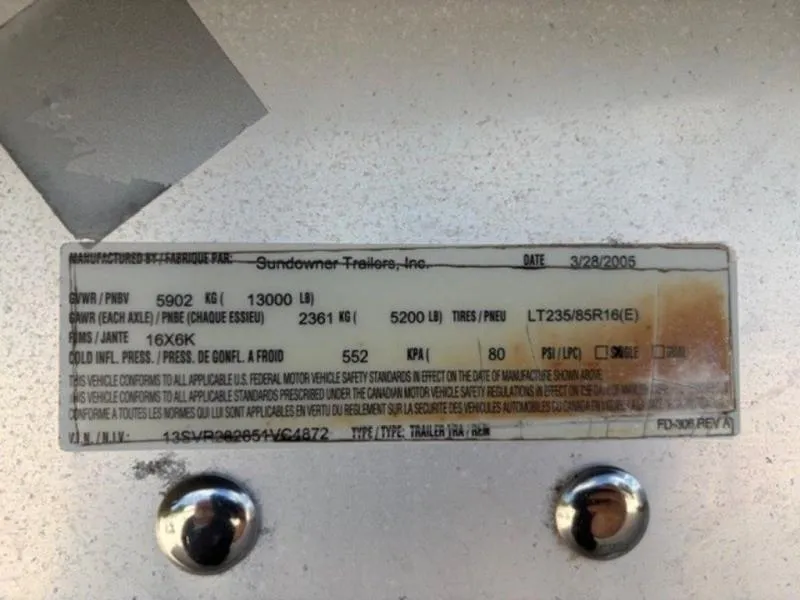 MANUFACTURED BY / FABRIQUE PAR: Sundowner Trailers, Inc. DATE 3/28/2005
GVWR / PNBV 5902 KG ( 13000 LB)
GAWR (EACH AXLE) / PNBE (CHAQUE ESSIEU) 2361 KG ( 5200 LB) TIRES / PNEU LT235/85R16(E)
RIMS / JANTE 16X6K
COLD INFL. PRESS. / PRESS. DE GONFL. A FROID 552 KPA ( 80 PSI / LPC)
THIS VEHICLE CONFORMS TO ALL APPLICABLE U.S. FEDERAL MOTOR VEHICLE SAFETY STANDARDS IN EFFECT ON THE DATE OF MANUFACTURE SHOWN ABOVE.
THIS VEHICLE CONFORMS TO ALL APPLICABLE STANDARDS PRESCRIBED UNDER THE CANADIAN MOTOR VEHICLE SAFETY REGULATIONS IN EFFECT ON THE
CONFORME A TOUTES LES NORMES QUI LUI SONT APPLICABLES EN VERTU DU REGLEMENT SUR LA SECURITE DES VEHICULES AUTOMOBILES DU CANADA EN
V.I.N. / N.I.V.: TYPE / TYPE: TRAILER / REM FD-306 REV A